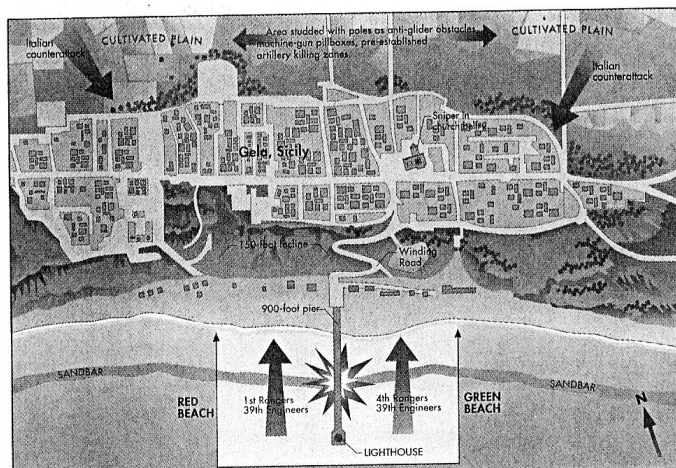 CULTIVATED PLAIN
Area studded with poles as anti-glider obstacles,
machine-gun pillboxes, pre-established
artillery killing zones
CULTIVATED PLAIN
Italian
counterattack
Italian
counterattack
Sniper in
church belfry
Gela, Sicily
150-foot incline
Winding
Road
900-foot pier
SANDBAR
RED
BEACH
1st Rangers
39th Engineers
4th Rangers
39th Engineers
GREEN
BEACH
SANDBAR
N
LIGHTHOUSE